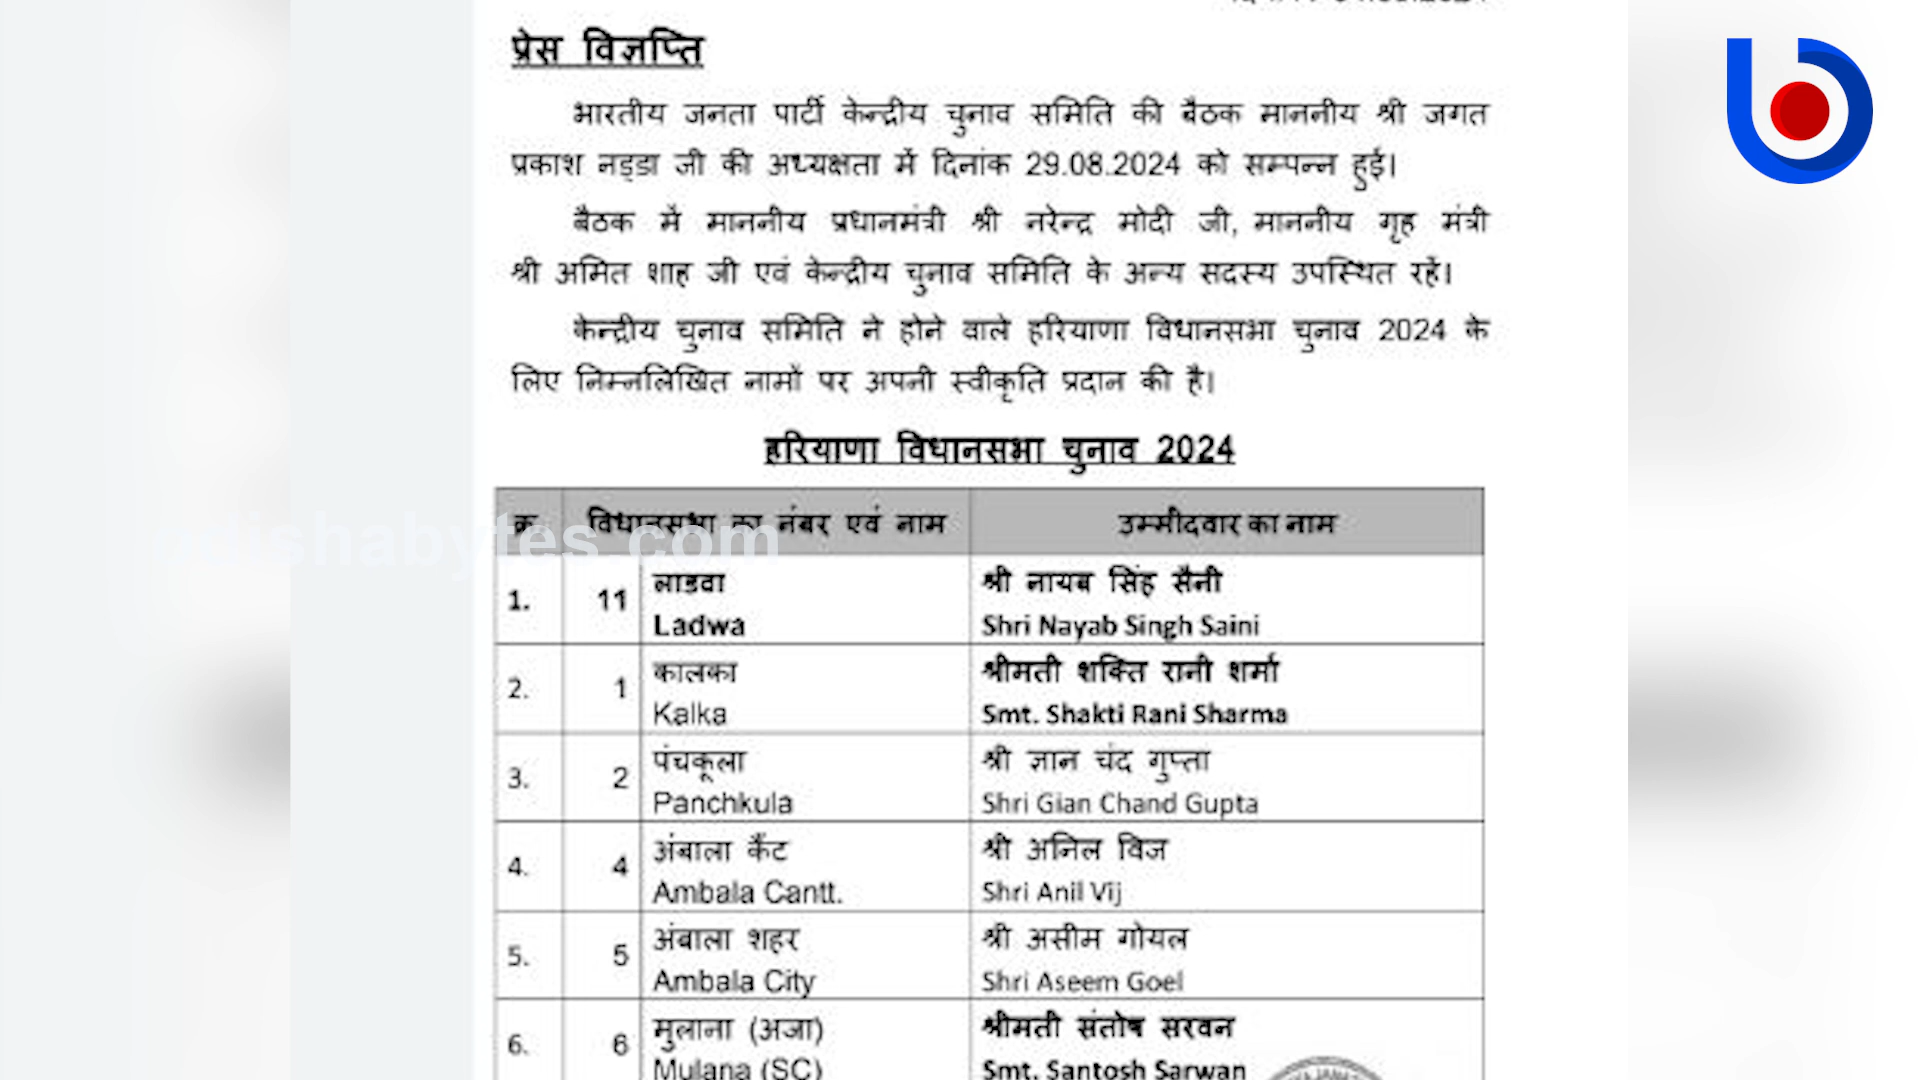 प्रेस विज्ञप्ति
भारतीय जनता पार्टी केन्द्रीय चुनाव समिति की बैठक माननीय श्री जगत
प्रकाश नड्डा जी की अध्यक्षता में दिनांक 29.08.2024 को सम्पन्न हुई।
बैठक में माननीय प्रधानमंत्री श्री नरेन्द्र मोदी जी, माननीय गृह मंत्री
श्री अमित शाह जी एवं केन्द्रीय चुनाव समिति के अन्य सदस्य उपस्थित रहें।
केन्द्रीय चुनाव समिति ने होने वाले हरियाणा विधानसभा चुनाव 2024 के
लिए निम्नलिखित नामों पर अपनी स्वीकृति प्रदान की है।
हरियाणा विधानसभा चुनाव 2024
क्र विधानसभा का नंबर एवं नाम उम्मीदवार का नाम
odishabytes.com
लाडवा श्री नायब सिंह सैनी
1. 11 Ladwa Shri Nayab Singh Saini
कालका श्रीमती शक्ति रानी शर्मा
2. 1 Kalka Smt. Shakti Rani Sharma
पंचकूला श्री ज्ञान चंद गुप्ता
3. 2 Panchkula Shri Gian Chand Gupta
अंबाला कैंट श्री अनिल विज
4. 4 Ambala Cantt. Shri Anil Vij
अंबाला शहर श्री असीम गोयल
5. 5 Ambala City Shri Aseem Goel
मुलाना (अजा) श्रीमती संतोष सरवन
6. 6 Mulana (SC) Smt. Santosh Sarwan